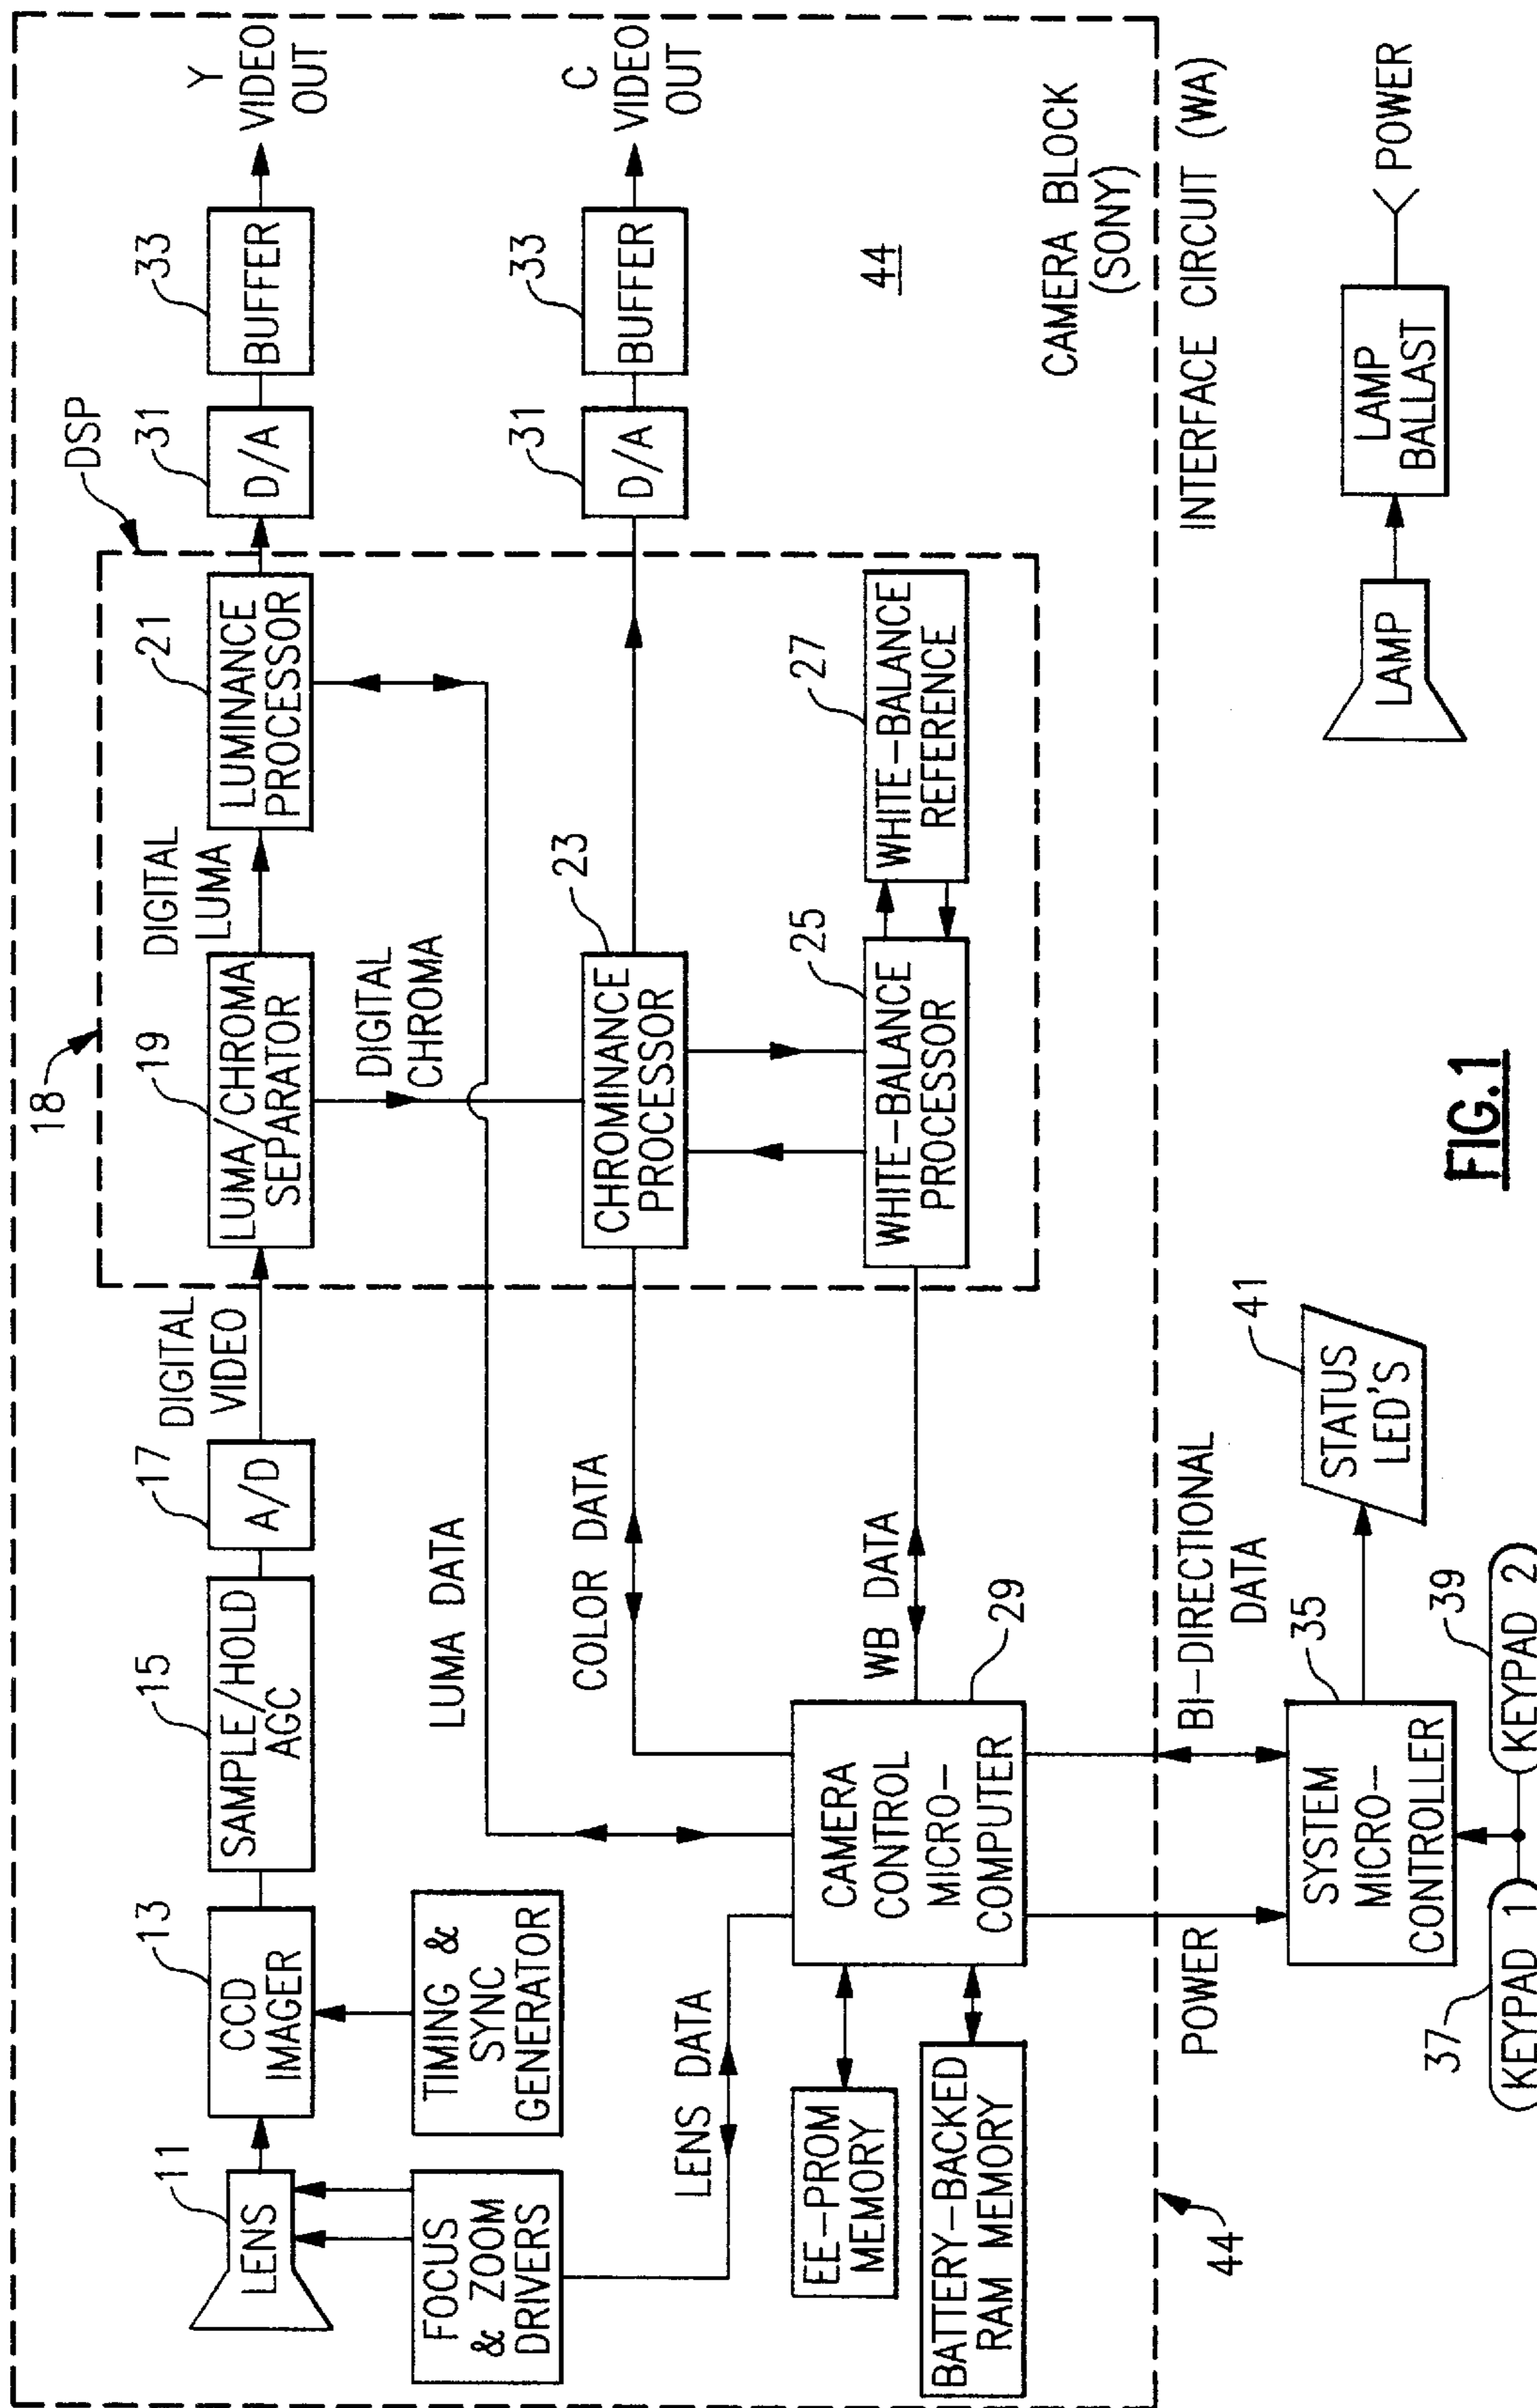 18
DSP
11
LENS
13
CCD
IMAGER
15
SAMPLE/HOLD
AGC
17
A/D
DIGITAL
VIDEO
19
LUMA/CHROMA
SEPARATOR
DIGITAL
LUMA
21
LUMINANCE
PROCESSOR
31
D/A
33
BUFFER
Y
VIDEO
OUT
FOCUS
& ZOOM
DRIVERS
TIMING &
SYNC
GENERATOR
LUMA DATA
DIGITAL
CHROMA
COLOR DATA
23
CHROMINANCE
PROCESSOR
31
D/A
33
BUFFER
C
VIDEO
OUT
LENS DATA
EE-PROM
MEMORY
BATTERY-BACKED
RAM MEMORY
CAMERA
CONTROL
MICRO-
COMPUTER
29
WB DATA
25
WHITE-BALANCE
PROCESSOR
27
WHITE-BALANCE
REFERENCE
44
CAMERA BLOCK
(SONY)
44
POWER
BI-DIRECTIONAL
DATA
INTERFACE CIRCUIT (WA)
35
SYSTEM
MICRO-
CONTROLLER
41
STATUS
LED'S
37
KEYPAD 1
39
KEYPAD 2
LAMP
LAMP
BALLAST
POWER
FIG.1